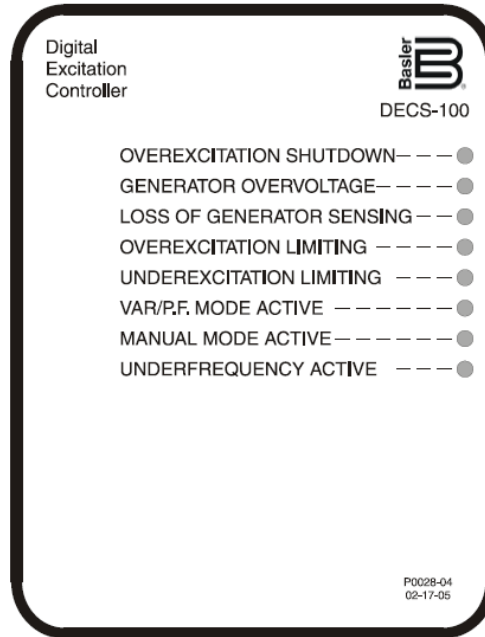 Digital
Excitation
Controller
Basler
DECS-100
OVEREXCITATION SHUTDOWN
GENERATOR OVERVOLTAGE
LOSS OF GENERATOR SENSING
OVEREXCITATION LIMITING
UNDEREXCITATION LIMITING
VAR/P.F. MODE ACTIVE
MANUAL MODE ACTIVE
UNDERFREQUENCY ACTIVE
P0028-04
02-17-05